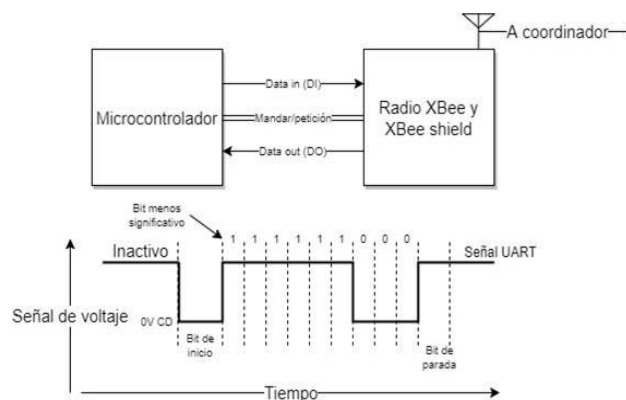 A coordinador
Data in (DI)
Microcontrolador
Mandar/petición
Radio XBee y
XBee shield
Data out (DO)
Bit menos
significativo
1 1 1 1 1 1 0 0 0
Inactivo
Señal UART
Señal de voltaje
0V CD
Bit de
inicio
Bit de
parada
Tiempo